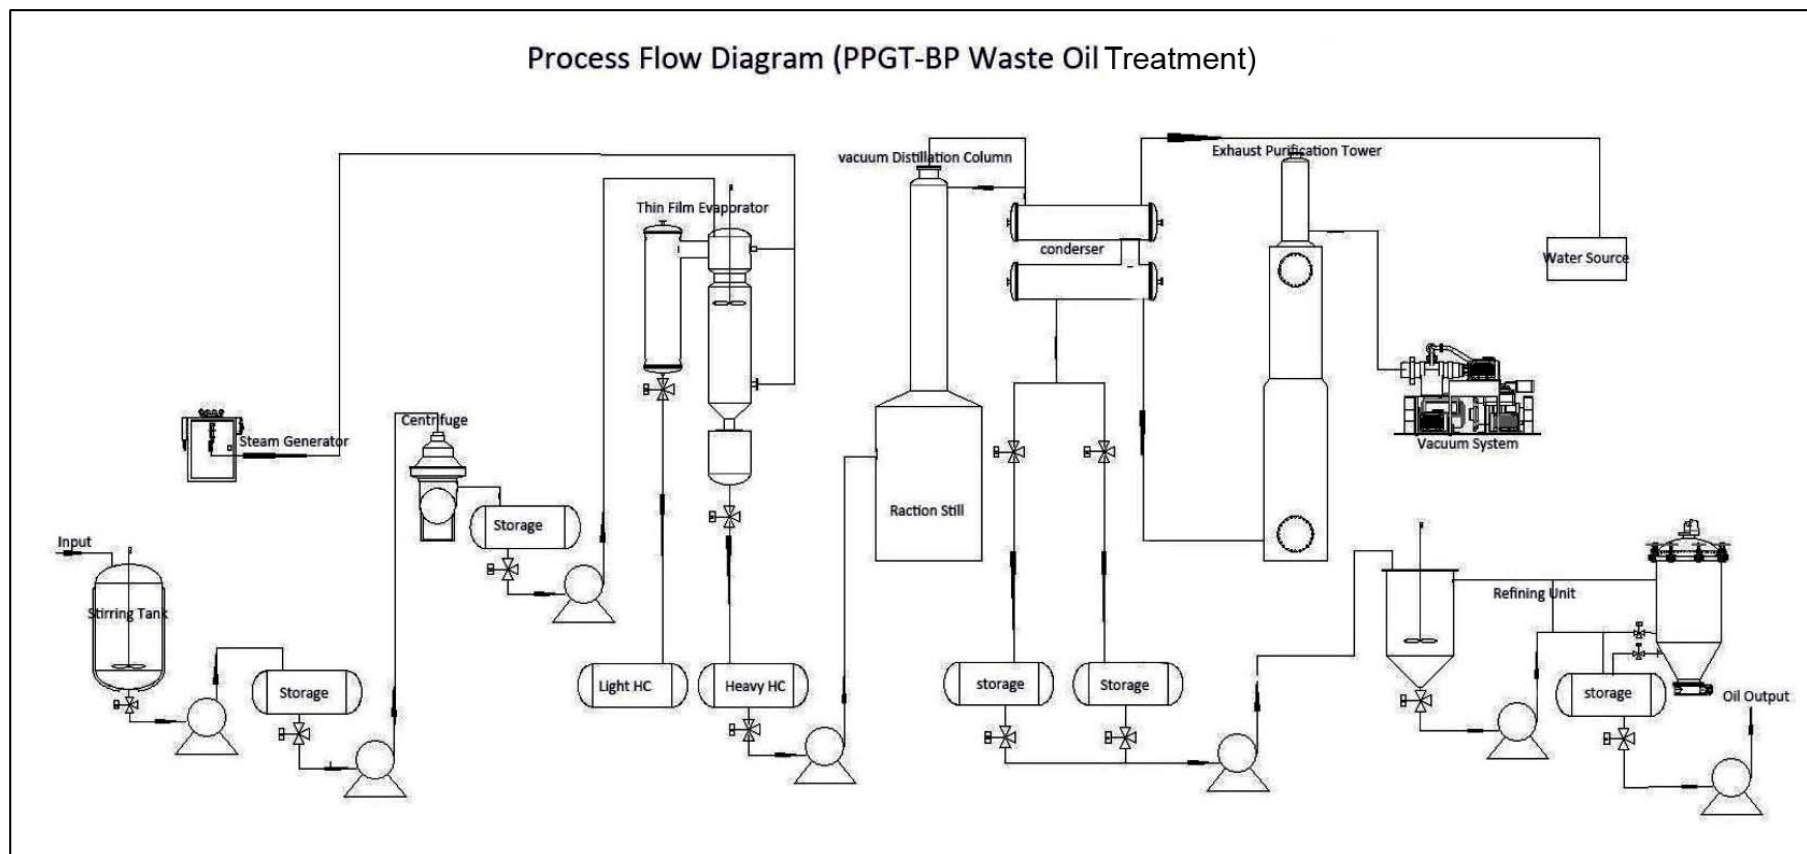 Process Flow Diagram (PPGT-BP Waste Oil Treatment)
vacuum Distillation Column
Exhaust Purification Tower
Thin Film Evaporator
conderser
Water Source
Centrifuge
Steam Generator
Vacuum System
Raction Still
Storage
Input
Stirring Tank
Refining Unit
Storage
Light HC
Heavy HC
storage
Storage
storage
Oil Output